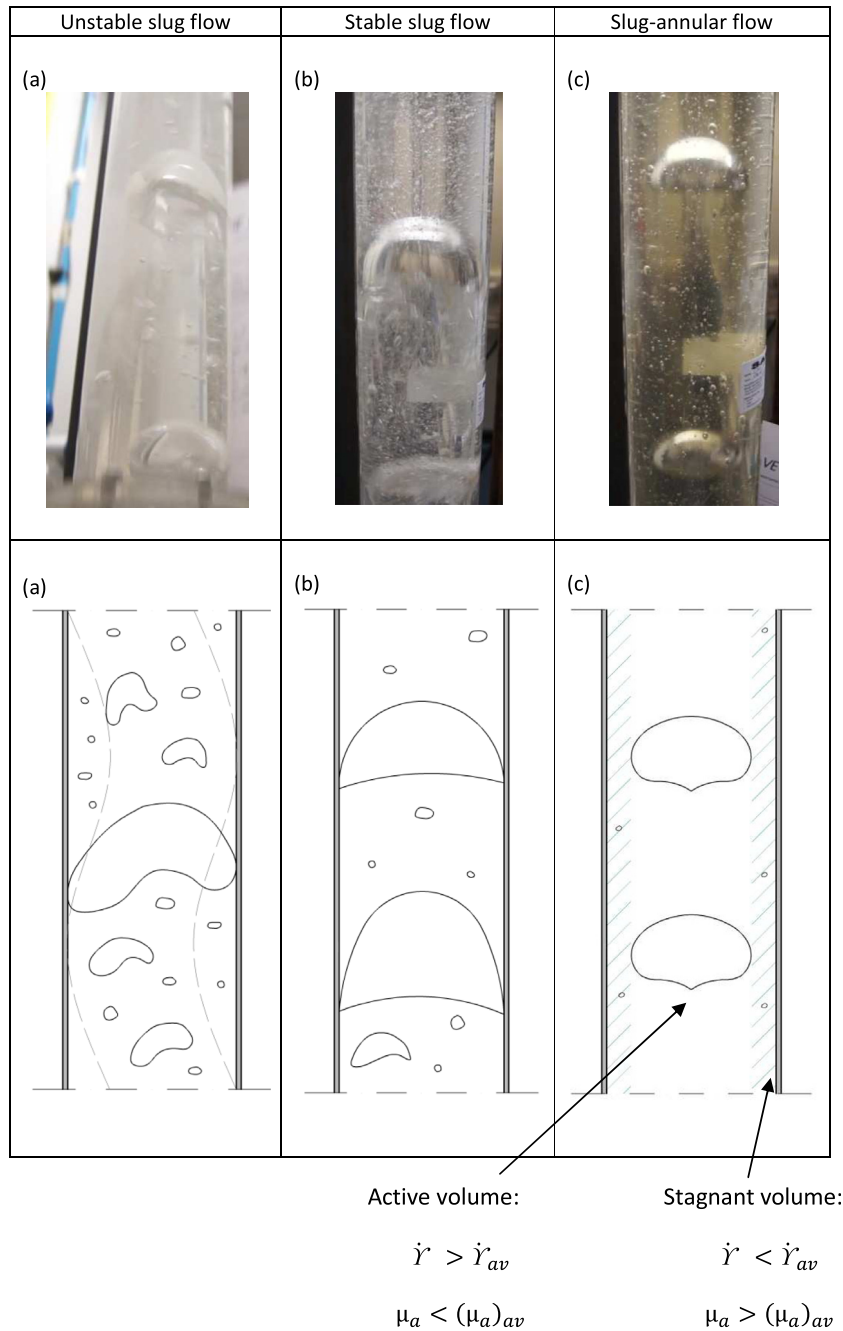 Unstable slug flow
Stable slug flow
Slug-annular flow
(a)
(b)
(c)
VE
(a)
(b)
(c)
Active volume:
Stagnant volume:
γ̇ > γ̇ₐᵥ
γ̇ < γ̇ₐᵥ
μₐ < (μₐ)ₐᵥ
μₐ > (μₐ)ₐᵥ